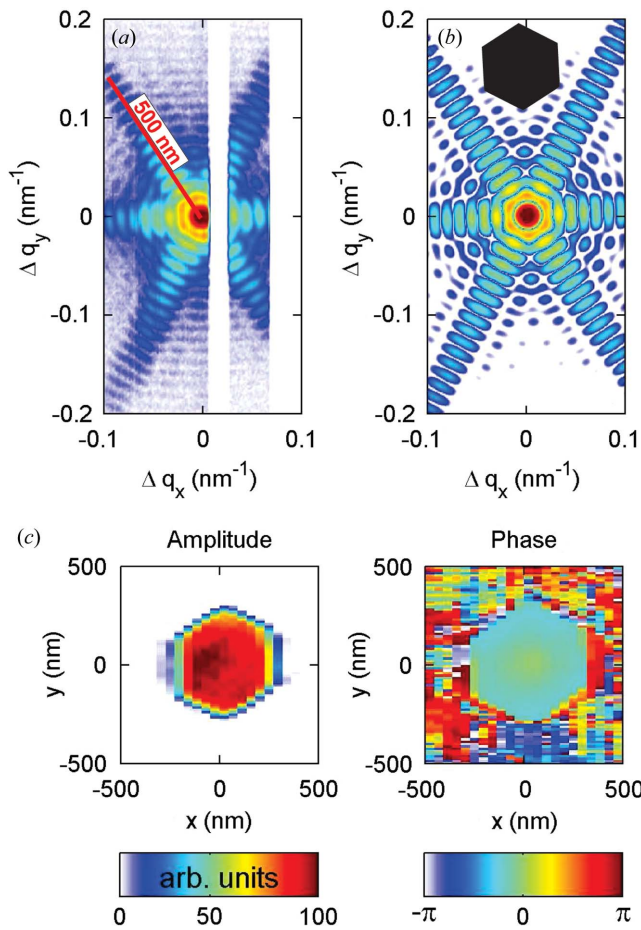 (a)
(b)
0.2
0.1
0
-0.1
-0.2
Δ q_y (nm⁻¹)
500 nm
-0.1
0
0.1
Δ q_x (nm⁻¹)
0.2
0.1
0
-0.1
-0.2
Δ q_y (nm⁻¹)
-0.1
0
0.1
Δ q_x (nm⁻¹)
(c)
Amplitude
500
0
-500
y (nm)
-500
0
500
x (nm)
Phase
500
0
-500
y (nm)
-500
0
500
x (nm)
arb. units
0
50
100
-π
0
π